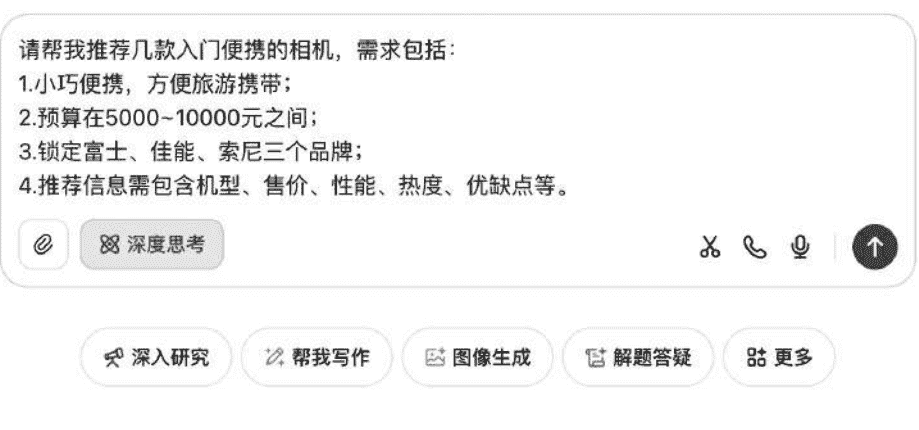 请帮我推荐几款入门便携的相机，需求包括：
1.小巧便携，方便旅游携带；
2.预算在5000~10000元之间；
3.锁定富士、佳能、索尼三个品牌；
4.推荐信息需包含机型、售价、性能、热度、优缺点等。
深度思考
深入研究 帮我写作 图像生成 解题答疑 更多